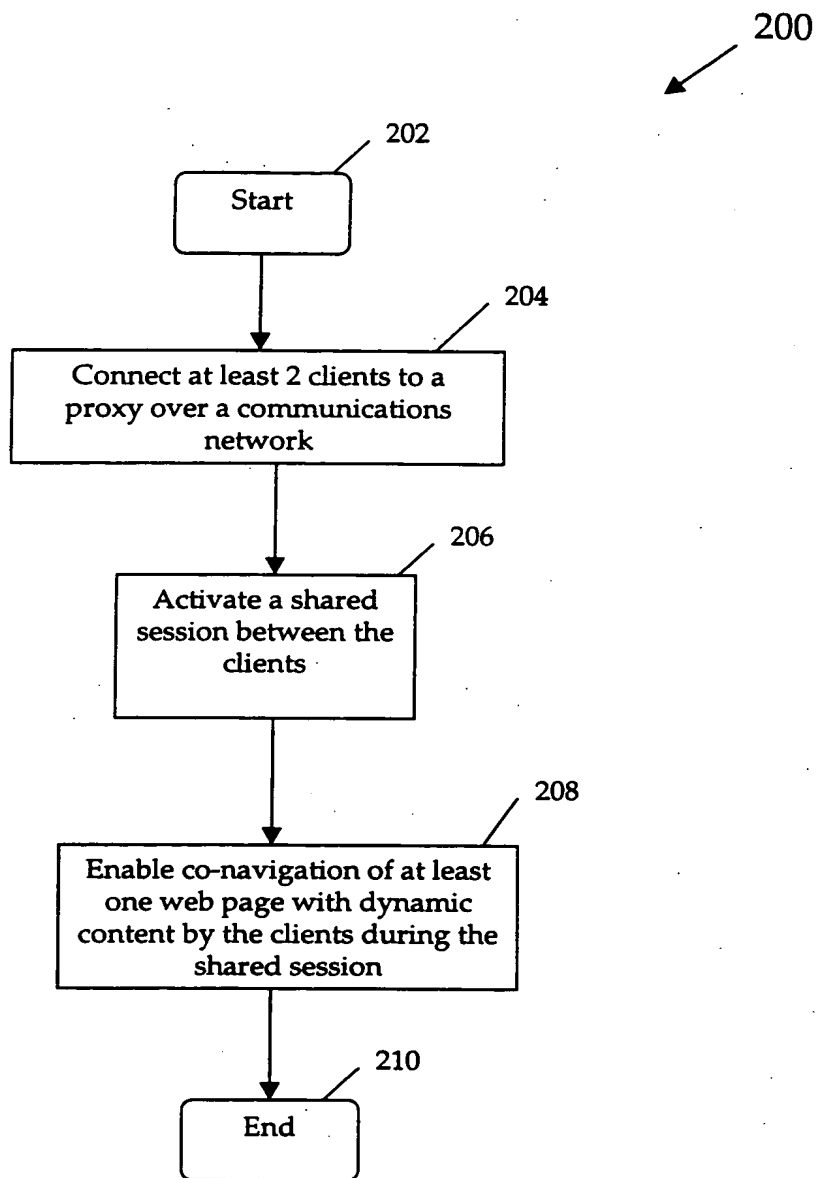 200
202
Start
204
Connect at least 2 clients to a
proxy over a communications
network
206
Activate a shared
session between the
clients
208
Enable co-navigation of at least
one web page with dynamic
content by the clients during the
shared session
210
End